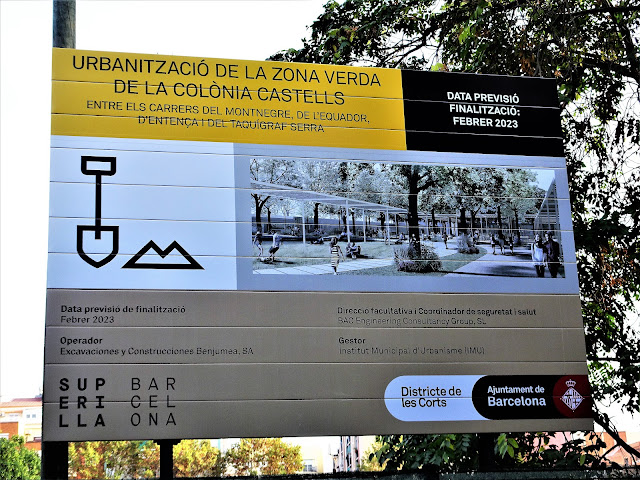 URBANITZACIÓ DE LA ZONA VERDA
DE LA COLÒNIA CASTELLS
ENTRE ELS CARRERS DEL MONTNEGRE, DE L'EQUADOR,
D'ENTENÇA I DEL TAQUÍGRAF SERRA
DATA PREVISIÓ
FINALITZACIÓ:
FEBRER 2023
Data previsió de finalització
Febrer 2023
Operador
Excavaciones y Construcciones Benjumea, SA
Direcció facultativa i Coordinador de seguretat i salut
BAC Engineering Consultancy Group, SL
Gestor
Institut Municipal d'Urbanisme (IMU)
SUP
ERI
LLA
BAR
CEL
ONA
Districte de
les Corts
Ajuntament de
Barcelona